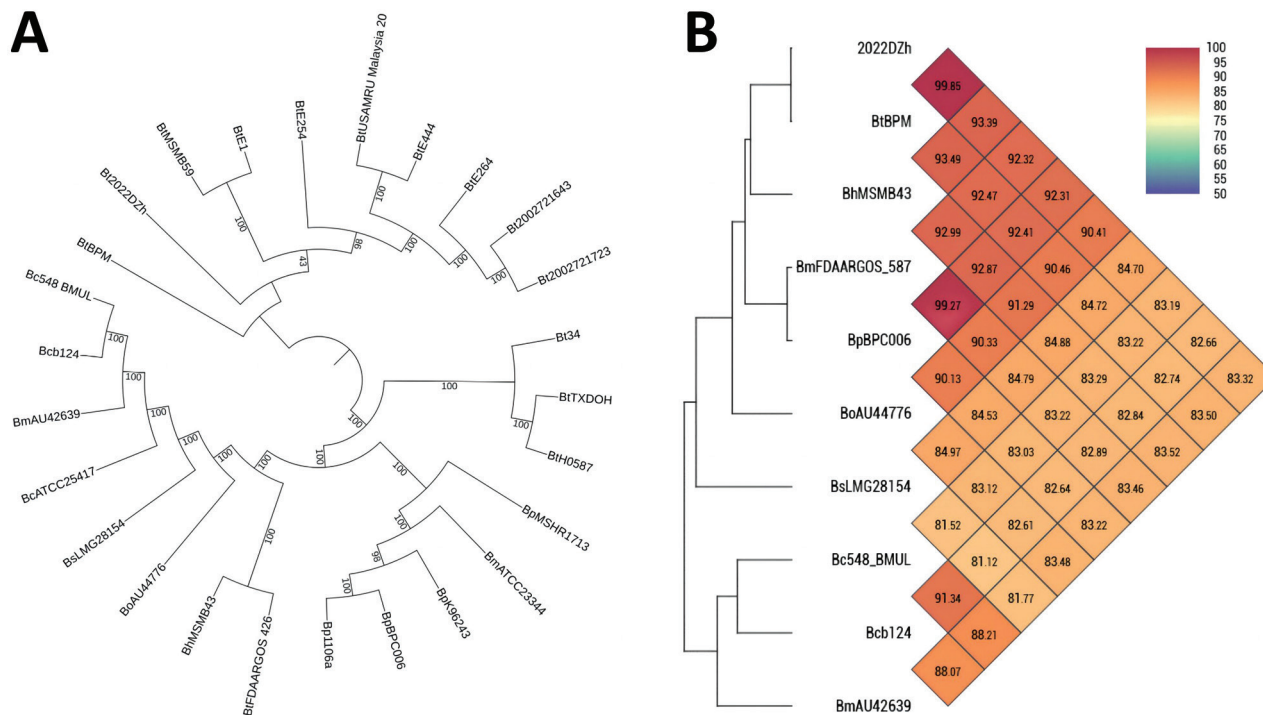 A
BtUSAMRU Malaysia 20
BtE254
BtE444
BtE1
BtMSMB59
BtE264
Bt2022DZh
Bt2002721643
BtBPM
Bt2002721723
Bc548 BMUL
Bt34
Bcb124
BtTXDOH
BmAU42639
BtH0587
BcATCC25417
BpMSHR1713
BsLMG28154
BmATCC23344
BoAU44776
BpK96243
BhMSMB43
BpBPC006
Bp1106a
BtFDAARGOS 426
100
100
98
100
100
100
43
100
100
100
100
100
100
100
100
100
100
100
100
98
100
B
2022DZh
BtBPM
BhMSMB43
BmFDAARGOS_587
BpBPC006
BoAU44776
BsLMG28154
Bc548_BMUL
Bcb124
BmAU42639
100
95
90
85
80
75
70
65
60
55
50
99.85
93.39
93.49 92.32
92.47 92.31
92.99 92.41 90.41
92.87 90.46 84.70
99.27 91.29 84.72 83.19
90.33 84.88 83.22 82.66
90.13 84.79 83.29 82.74 83.32
84.53 83.22 82.84 83.50
84.97 83.03 82.89 83.52
83.12 82.64 83.46
81.52 82.61 83.22
81.12 83.48
91.34 81.77
88.21
88.07